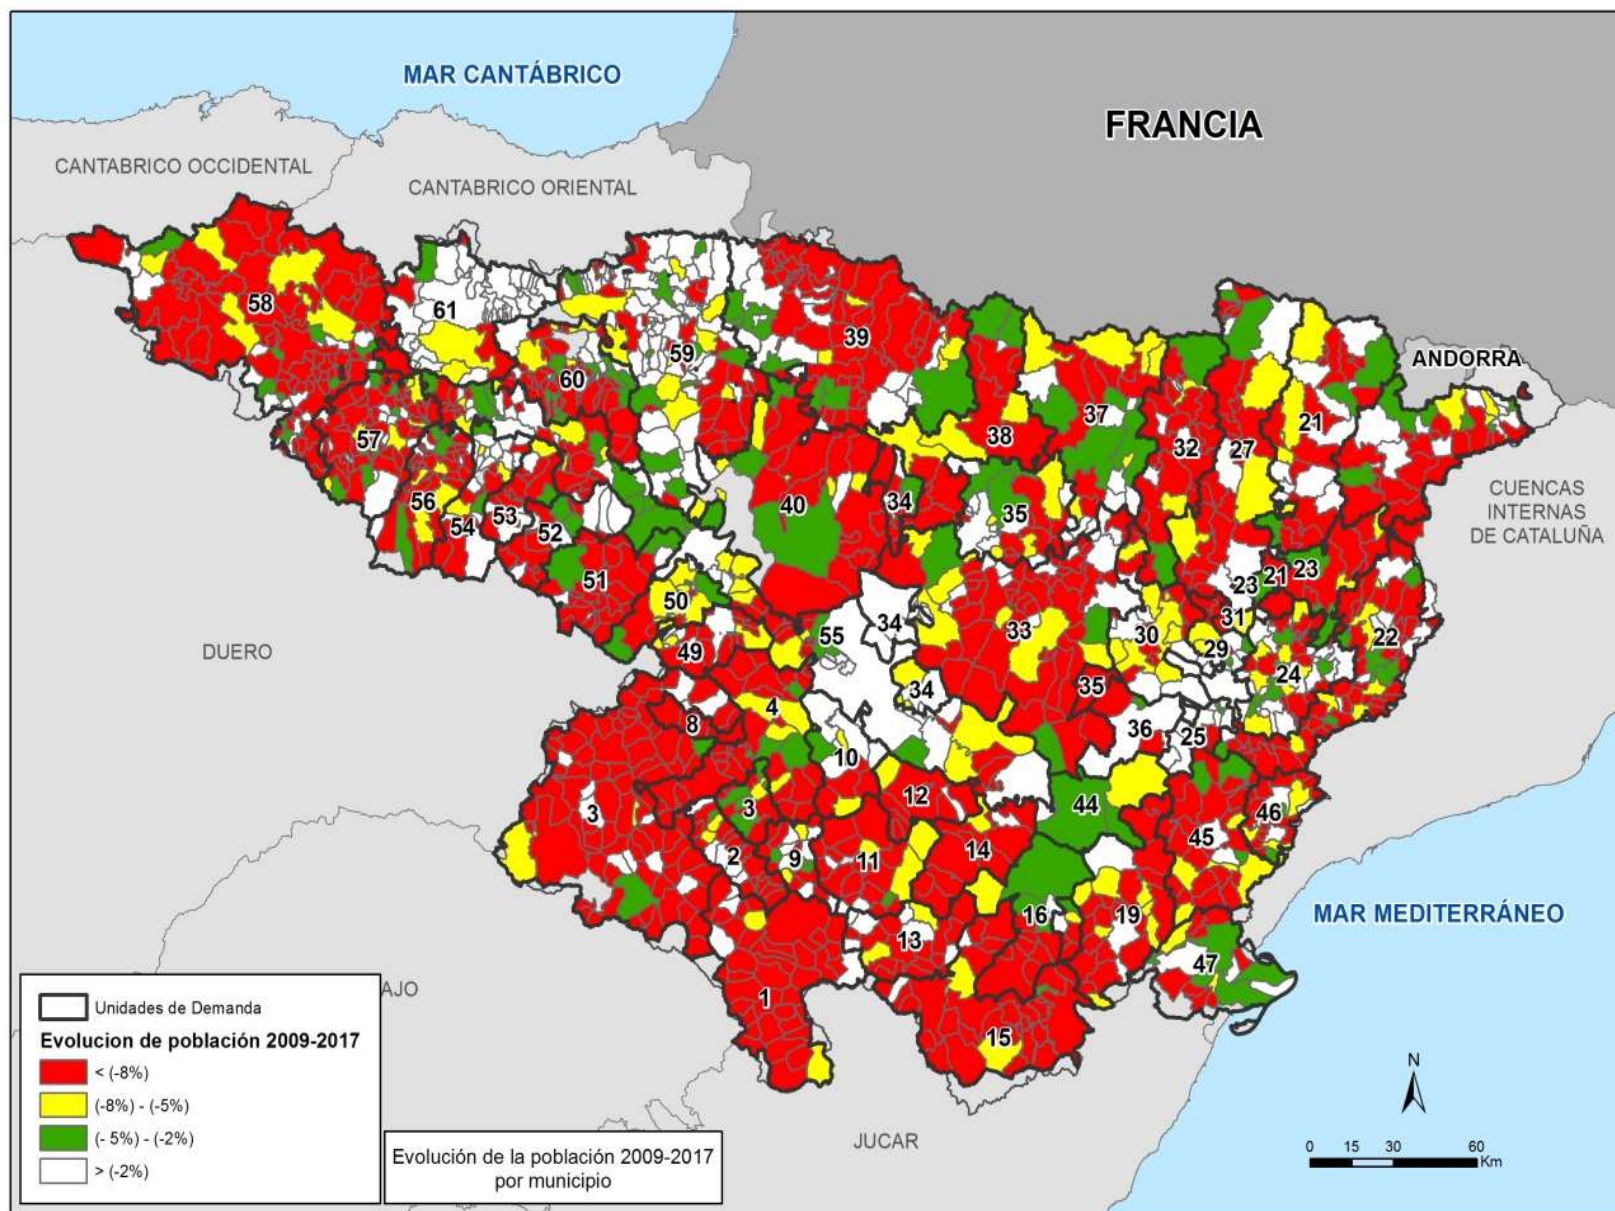 MAR CANTÁBRICO
FRANCIA
CANTABRICO OCCIDENTAL
CANTABRICO ORIENTAL
58
61
59
39
60
ANDORRA
57
38
37
32
27
21
CUENCAS
INTERNAS
DE CATALUÑA
56
54
53
52
40
34
35
51
50
23
21
23
DUERO
49
55
34
33
30
31
29
22
34
35
24
8
4
10
36
25
3
3
12
44
46
2
9
11
14
45
16
19
13
MAR MEDITERRÁNEO
47
1
15
AJO
JUCAR
Unidades de Demanda
Evolucion de población 2009-2017
< (-8%)
(-8%) - (-5%)
(- 5%) - (-2%)
> (-2%)
Evolución de la población 2009-2017
por municipio
N
0 15 30 60
Km